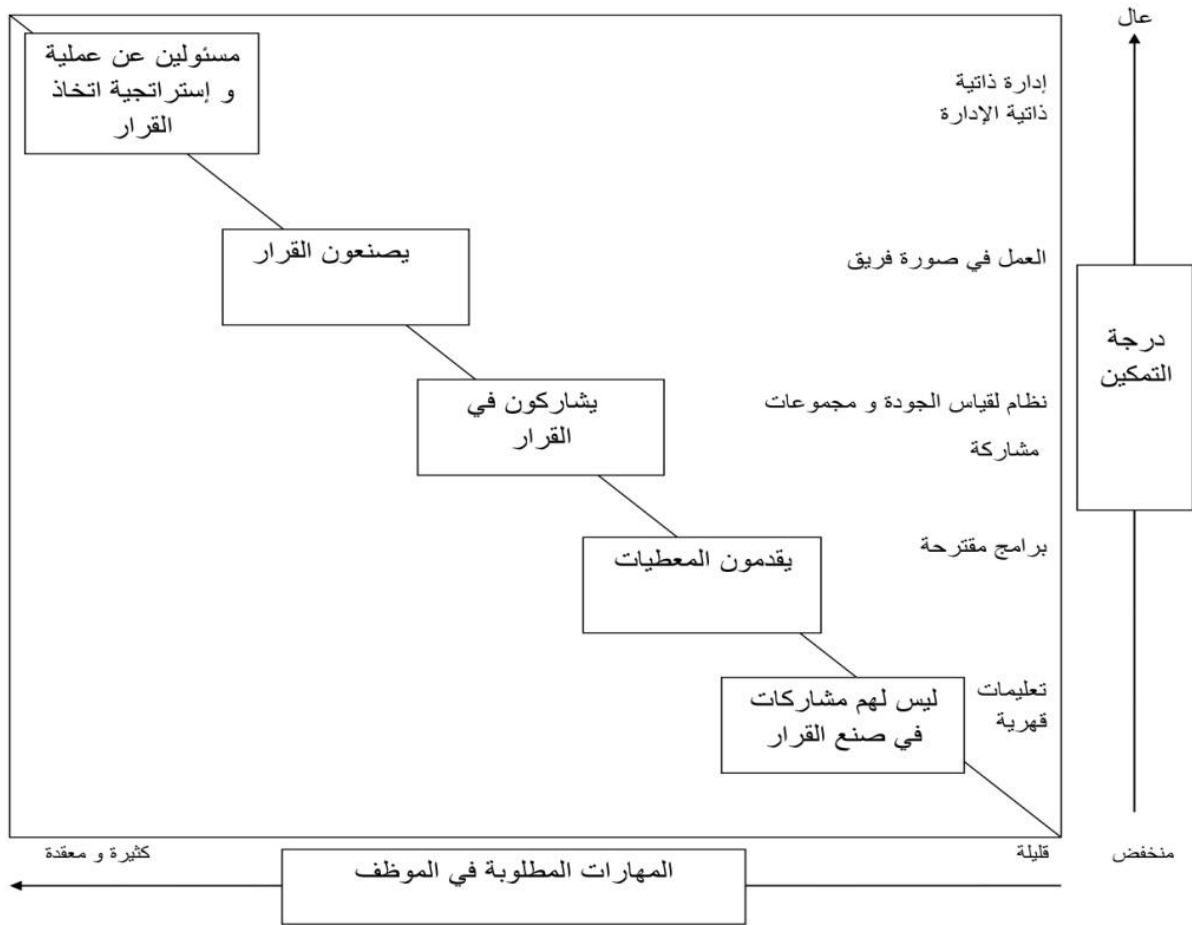 عال
مسئولين عن عملية
و إستراتجية اتخاذ
القرار
إدارة ذاتية
ذاتية الإدارة
يصنعون القرار
العمل في صورة فريق
درجة
التمكين
يشاركون في
القرار
نظام لقياس الجودة و مجموعات
مشاركة
يقدمون المعطيات
برامج مقترحة
ليس لهم مشاركات
في صنع القرار
تعليمات
قهرية
منخفض
قليلة
كثيرة و معقدة
المهارات المطلوبة في الموظف